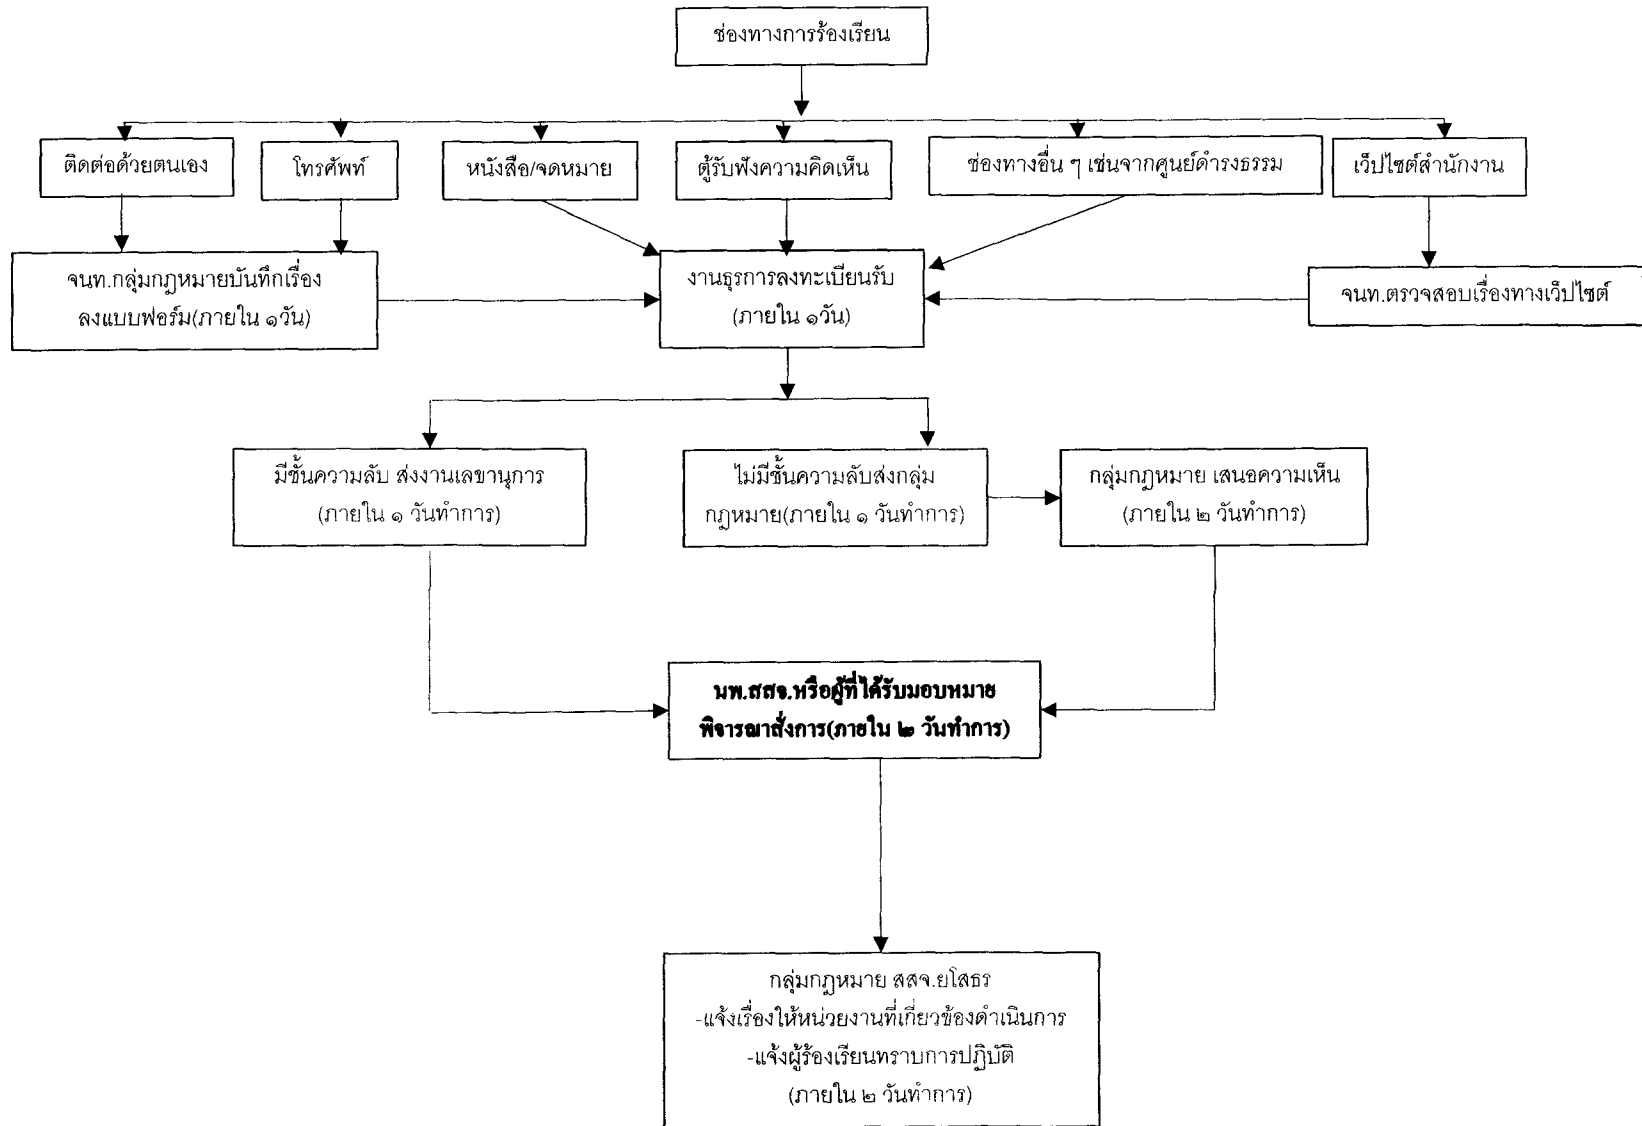 ช่องทางการร้องเรียน
ติดต่อด้วยตนเอง
โทรศัพท์
หนังสือ/จดหมาย
ตู้รับฟังความคิดเห็น
ช่องทางอื่น ๆ เช่นจากศูนย์ดำรงธรรม
เว็ปไซต์สำนักงาน
จนท.กลุ่มกฎหมายบันทึกเรื่อง
ลงแบบฟอร์ม(ภายใน ๑วัน)
งานธุรการลงทะเบียนรับ
(ภายใน ๑วัน)
จนท.ตรวจสอบเรื่องทางเว็ปไซต์
มีชั้นความลับ ส่งงานเลขานุการ
(ภายใน ๑ วันทำการ)
ไม่มีชั้นความลับส่งกลุ่ม
กฎหมาย(ภายใน ๑ วันทำการ)
กลุ่มกฎหมาย เสนอความเห็น
(ภายใน ๒ วันทำการ)
นพ.สสจ.หรือผู้ที่ได้รับมอบหมาย
พิจารณาสั่งการ(ภายใน ๒ วันทำการ)
กลุ่มกฎหมาย สสจ.ยโสธร
-แจ้งเรื่องให้หน่วยงานที่เกี่ยวข้องดำเนินการ
-แจ้งผู้ร้องเรียนทราบการปฏิบัติ
(ภายใน ๒ วันทำการ)